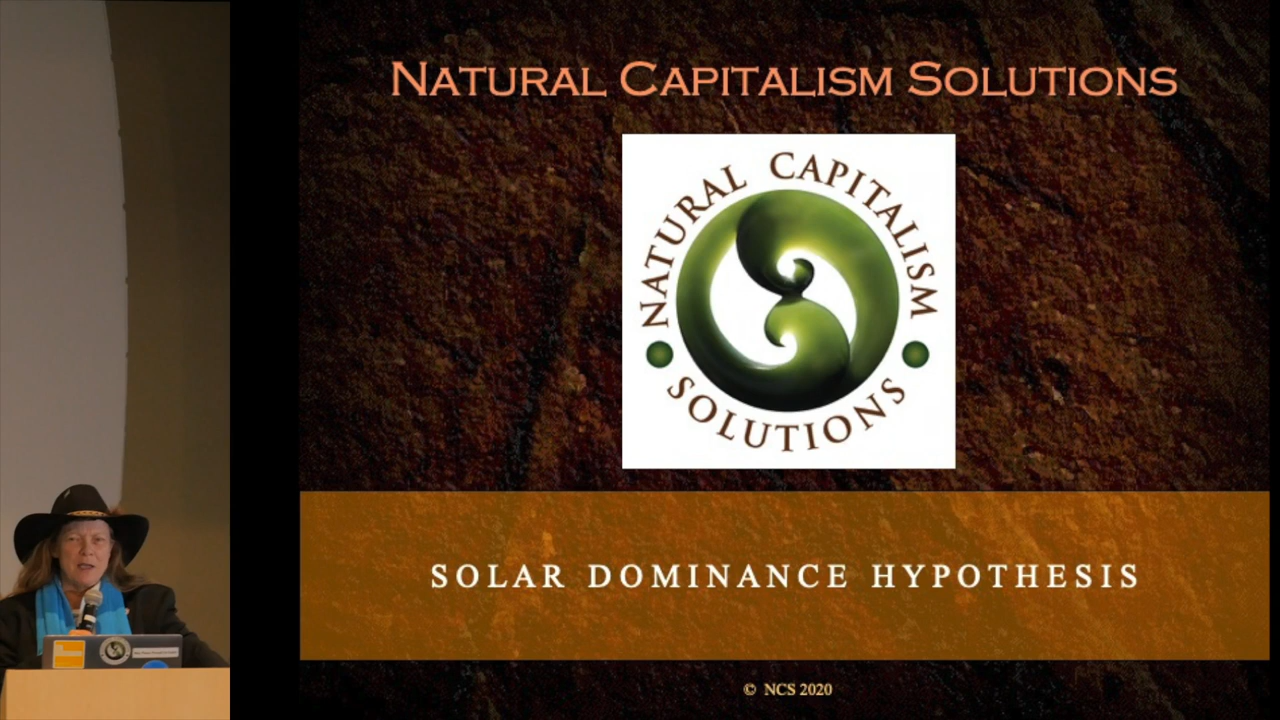 NATURAL CAPITALISM SOLUTIONS
NATURAL CAPITALISM
SOLUTIONS
SOLAR DOMINANCE HYPOTHESIS
© NCS 2020